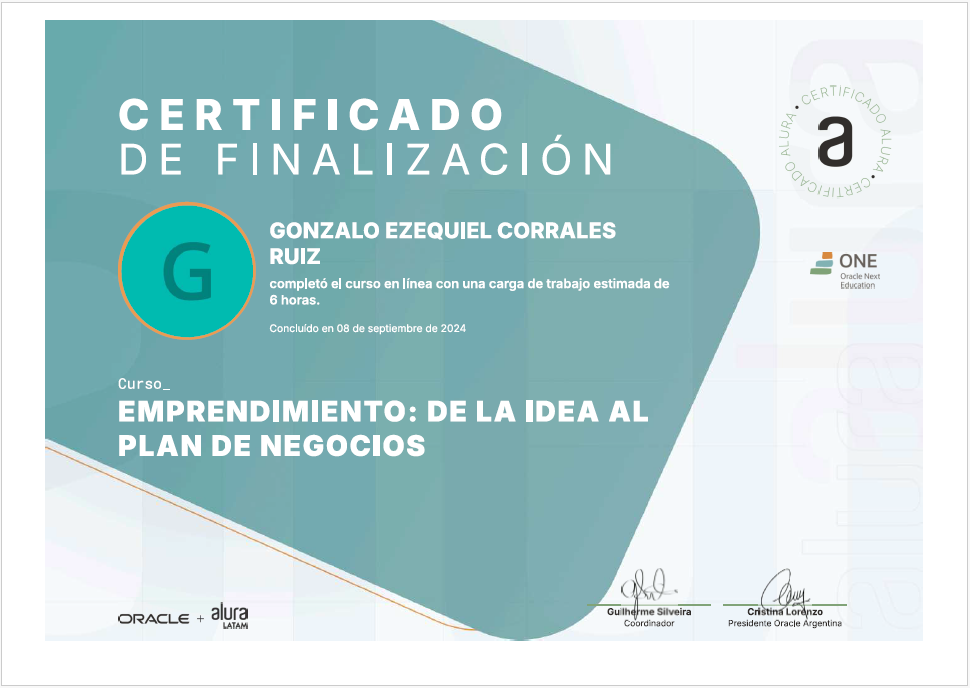 CERTIFICADO
DE FINALIZACIÓN
CERTIFICADO ALURA • CERTIFICADO ALURA •
a
G
GONZALO EZEQUIEL CORRALES
RUIZ
completó el curso en línea con una carga de trabajo estimada de
6 horas.
Concluído en 08 de septiembre de 2024
ONE
Oracle Next
Education
Curso_
EMPRENDIMIENTO: DE LA IDEA AL
PLAN DE NEGOCIOS
ORACLE + alura
LATAM
Guilherme Silveira
Coordinador
Cristina Lorenzo
Presidente Oracle Argentina